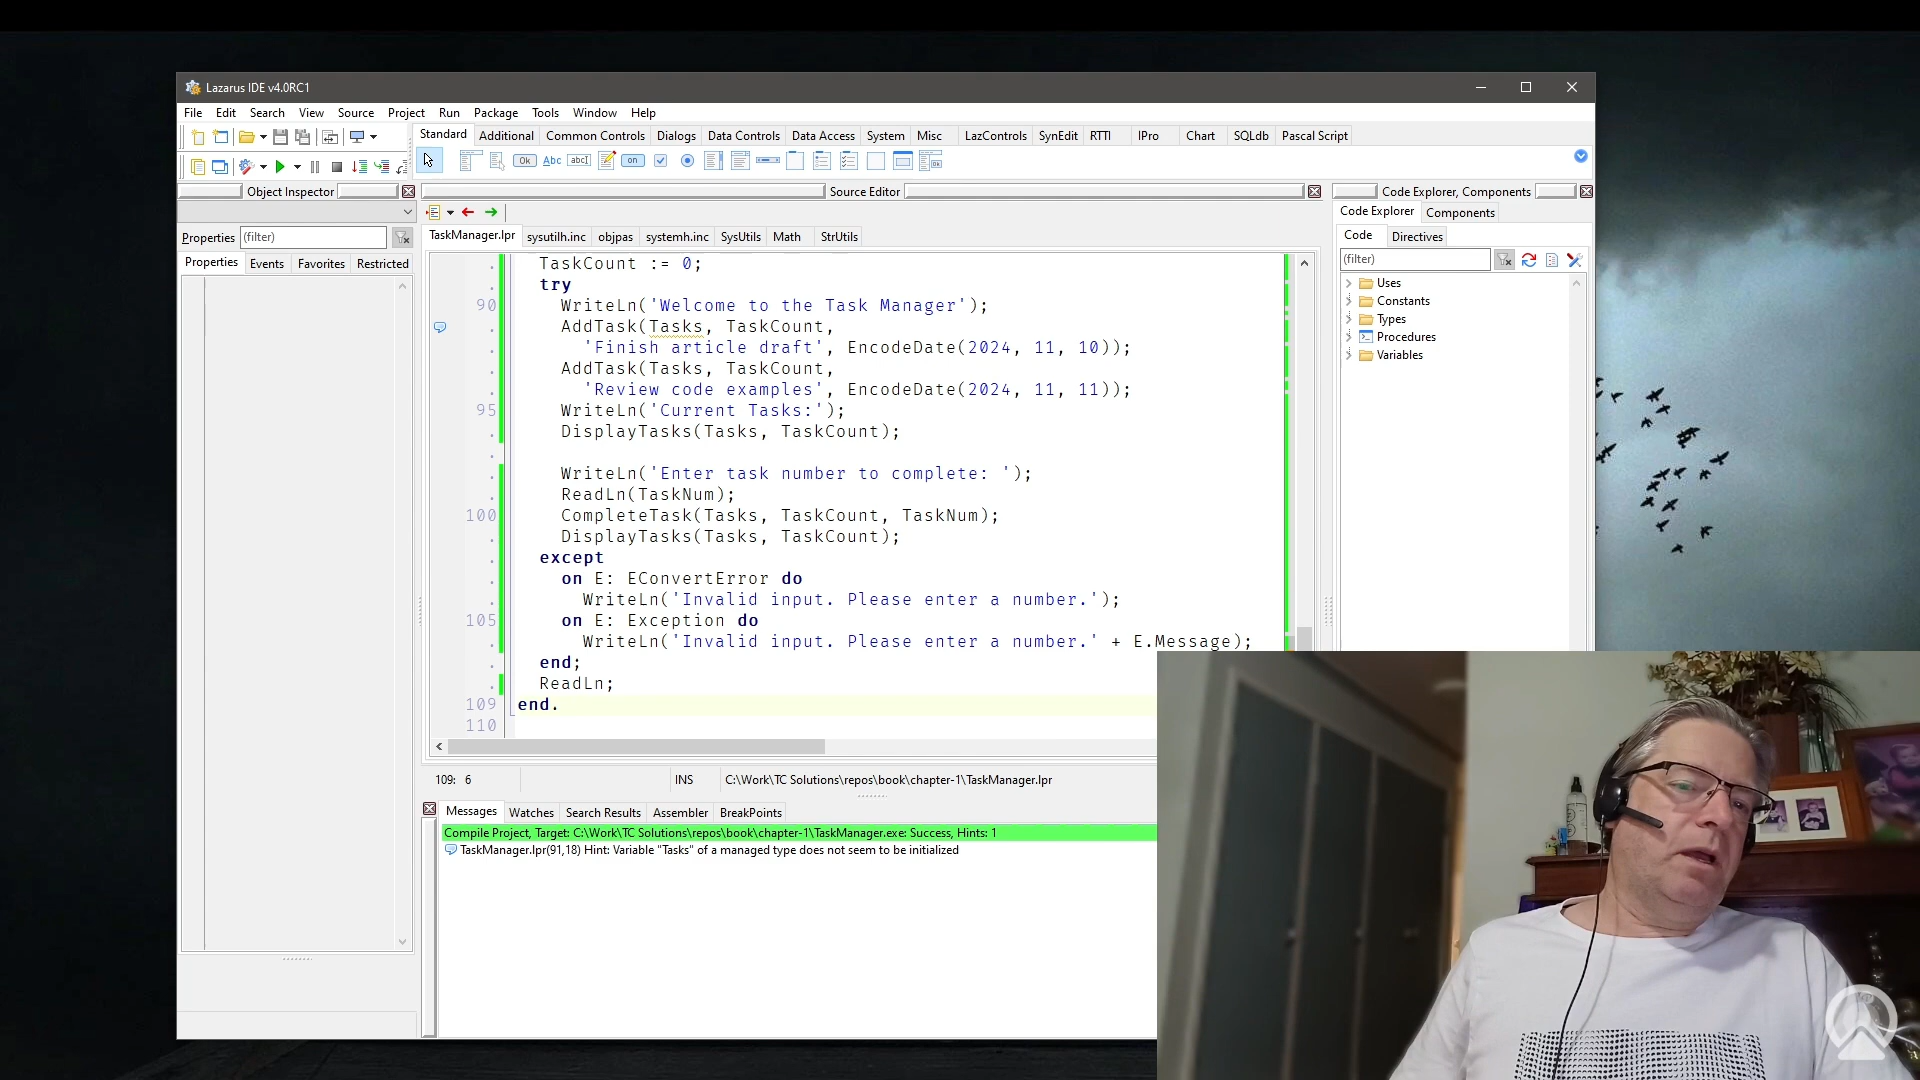 Lazarus IDE v4.0RC1
File Edit Search View Source Project Run Package Tools Window Help
Standard Additional Common Controls Dialogs Data Controls Data Access System Misc LazControls SynEdit RTTI IPro Chart SQLdb Pascal Script
Ok Abc abcI on
Object Inspector Source Editor Code Explorer, Components
Code Explorer Components
Properties (filter)
TaskManager.lpr sysutilh.inc objpas systemh.inc SysUtils Math StrUtils
Code Directives
Properties Events Favorites Restricted
(filter)
Uses
Constants
Types
Procedures
Variables
. TaskCount := 0;
. try
90 WriteLn('Welcome to the Task Manager');
. AddTask(Tasks, TaskCount,
. 'Finish article draft', EncodeDate(2024, 11, 10));
. AddTask(Tasks, TaskCount,
. 'Review code examples', EncodeDate(2024, 11, 11));
95 WriteLn('Current Tasks:');
. DisplayTasks(Tasks, TaskCount);
.
. WriteLn('Enter task number to complete: ');
. ReadLn(TaskNum);
100 CompleteTask(Tasks, TaskCount, TaskNum);
. DisplayTasks(Tasks, TaskCount);
. except
. on E: EConvertError do
. WriteLn('Invalid input. Please enter a number.');
105 on E: Exception do
. WriteLn('Invalid input. Please enter a number.' + E.Message);
. end;
. ReadLn;
109 end.
110
109: 6 INS C:\Work\TC Solutions\repos\book\chapter-1\TaskManager.lpr
Messages Watches Search Results Assembler BreakPoints
Compile Project, Target: C:\Work\TC Solutions\repos\book\chapter-1\TaskManager.exe: Success, Hints: 1
TaskManager.lpr(91,18) Hint: Variable "Tasks" of a managed type does not seem to be initialized